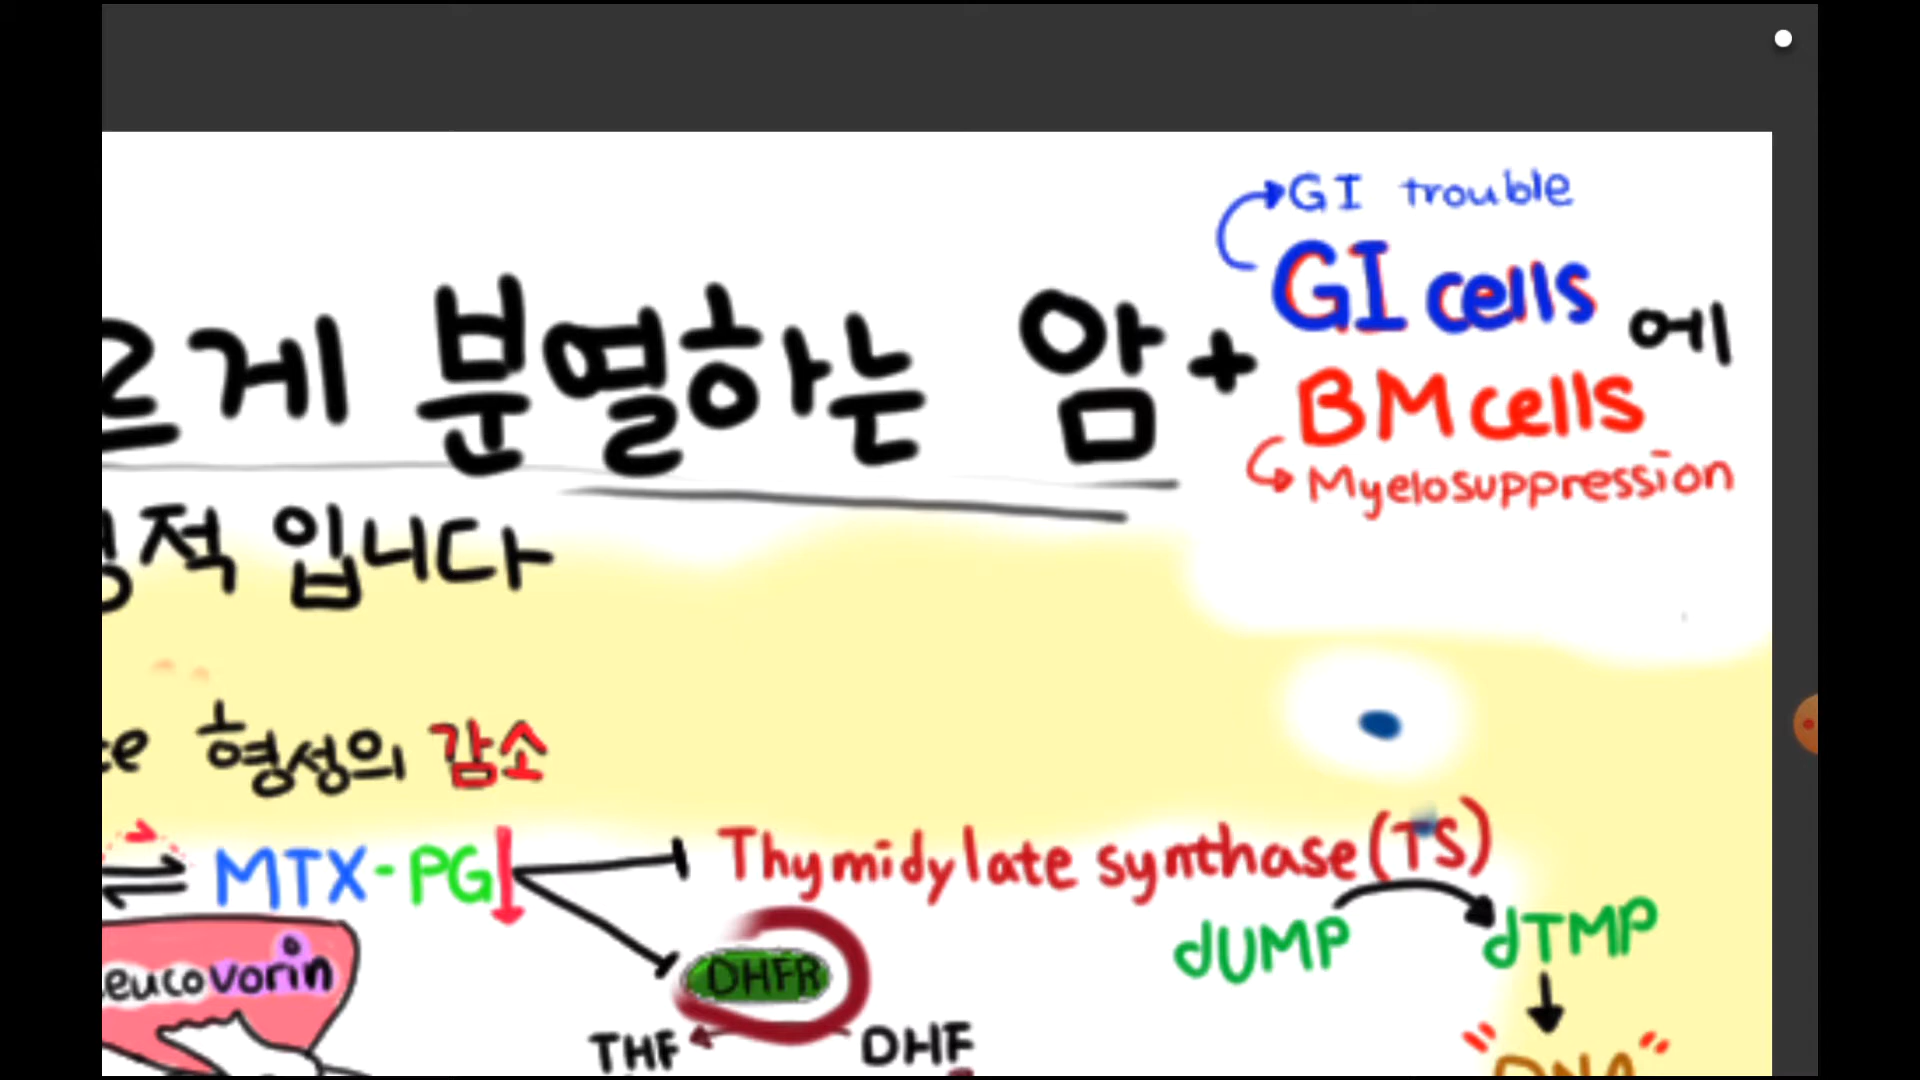 GI trouble
르게 분열하는 암 + GI cells 에
BM cells
Myelosuppression
적 입니다
형성의 감소
MTX-PG
Thymidylate synthase (TS)
dUMP
dTMP
eucovorin
DHFR
THF
DHF